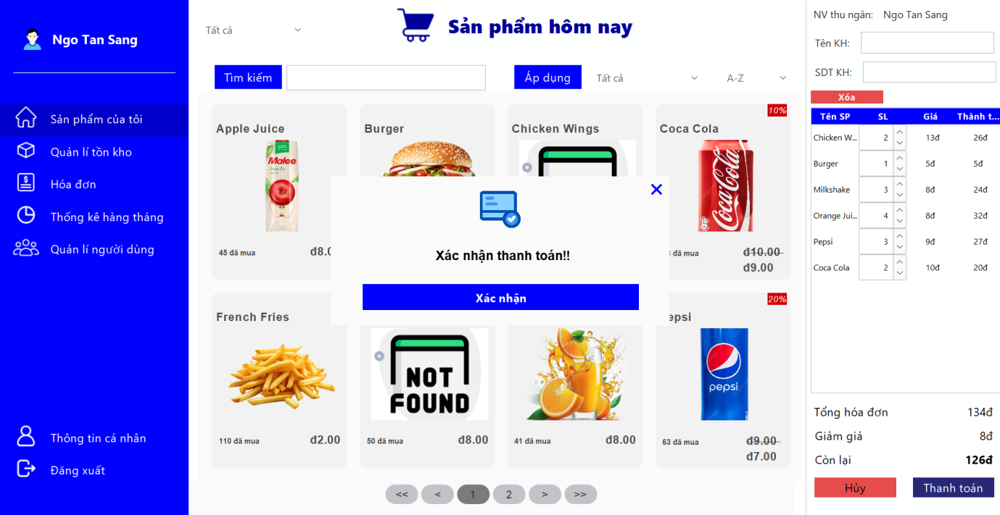 Ngo Tan Sang
Sản phẩm của tôi
Quản lí tồn kho
Hóa đơn
Thống kê hàng tháng
Quản lí người dùng
Thông tin cá nhân
Đăng xuất
Tất cả
Sản phẩm hôm nay
Tìm kiếm
Áp dụng
Tất cả
A-Z
Apple Juice
100%
Malee
45 đã mua
đ8.0
Burger
Chicken Wings
10%
Coca Cola
Coca-Cola
đã mua
đ10.00
đ9.00
Xác nhận thanh toán!!
Xác nhận
French Fries
110 đã mua
đ2.00
NOT
FOUND
50 đã mua
đ8.00
41 đã mua
đ8.00
20%
epsi
pepsi
63 đã mua
đ9.00
đ7.00
<< < 1 2 > >>
NV thu ngân: Ngo Tan Sang
Tên KH:
SDT KH:
Xóa
Tên SP SL Giá Thành t...
Chicken W... 2 13đ 26đ
Burger 1 5đ 5đ
Milkshake 3 8đ 24đ
Orange Jui... 4 8đ 32đ
Pepsi 3 9đ 27đ
Coca Cola 2 10đ 20đ
Tổng hóa đơn 134đ
Giảm giá 8đ
Còn lại 126đ
Hủy
Thanh toán